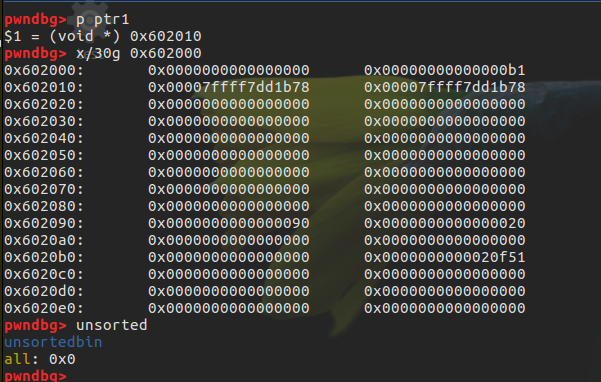 pwndbg> p ptr1
$1 = (void *) 0x602010
pwndbg> x/30g 0x602000
0x602000: 0x0000000000000000 0x00000000000000b1
0x602010: 0x00007ffff7dd1b78 0x00007ffff7dd1b78
0x602020: 0x0000000000000000 0x0000000000000000
0x602030: 0x0000000000000000 0x0000000000000000
0x602040: 0x0000000000000000 0x0000000000000000
0x602050: 0x0000000000000000 0x0000000000000000
0x602060: 0x0000000000000000 0x0000000000000000
0x602070: 0x0000000000000000 0x0000000000000000
0x602080: 0x0000000000000000 0x0000000000000000
0x602090: 0x0000000000000090 0x0000000000000020
0x6020a0: 0x0000000000000000 0x0000000000000000
0x6020b0: 0x0000000000000000 0x0000000000020f51
0x6020c0: 0x0000000000000000 0x0000000000000000
0x6020d0: 0x0000000000000000 0x0000000000000000
0x6020e0: 0x0000000000000000 0x0000000000000000
pwndbg> unsorted
unsortedbin
all: 0x0
pwndbg>